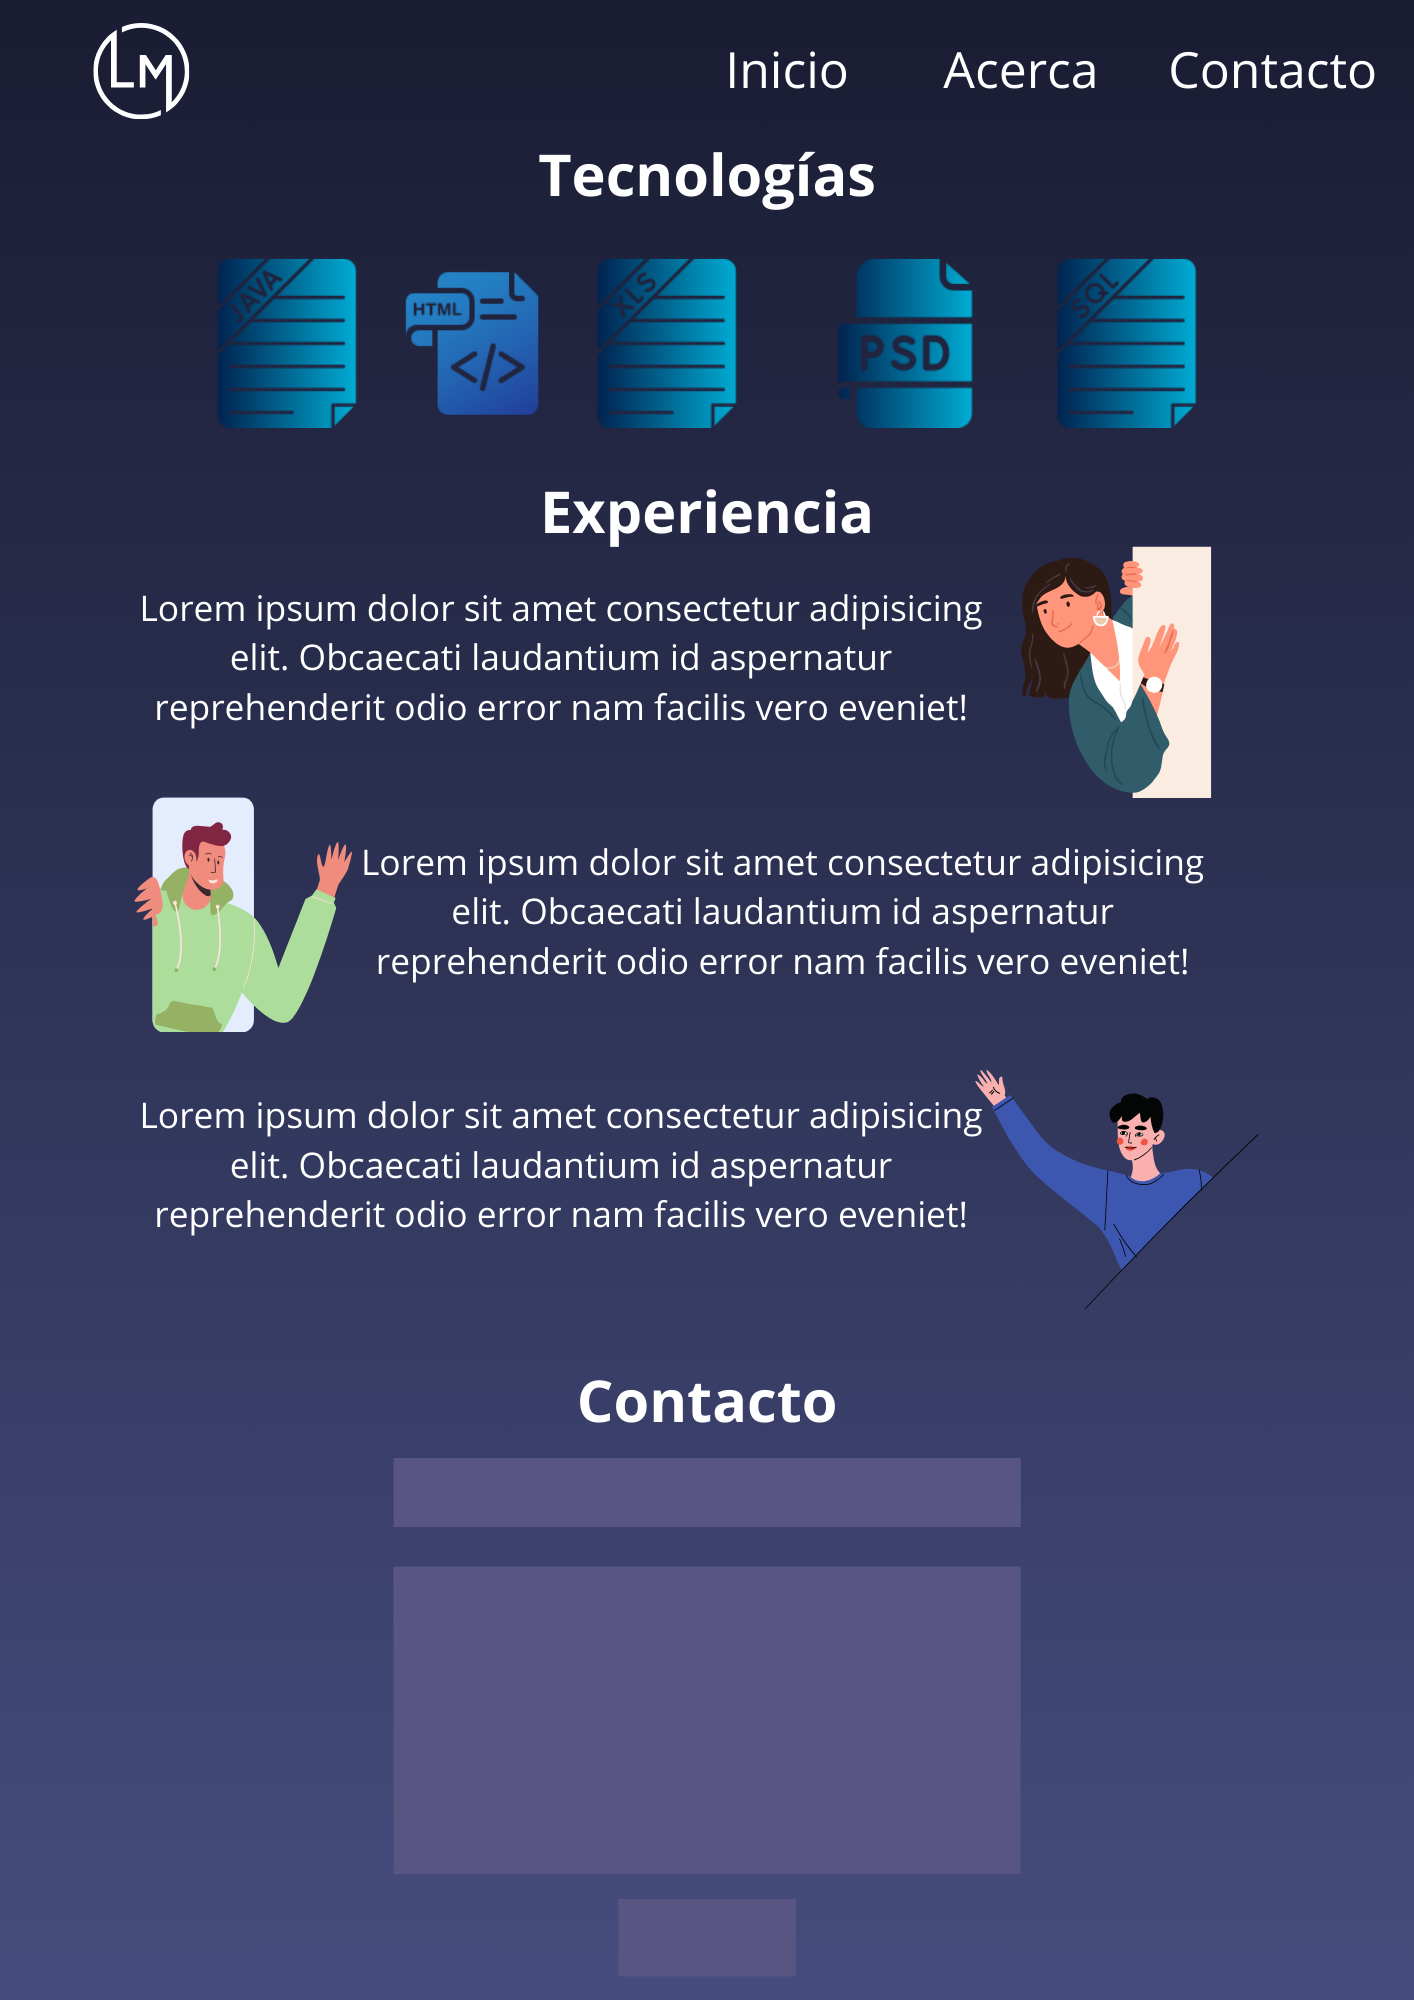 LM
Inicio Acerca Contacto
Tecnologías
JAVA HTML </> XLS PSD SQL
Experiencia
Lorem ipsum dolor sit amet consectetur adipisicing
elit. Obcaecati laudantium id aspernatur
reprehenderit odio error nam facilis vero eveniet!
Lorem ipsum dolor sit amet consectetur adipisicing
elit. Obcaecati laudantium id aspernatur
reprehenderit odio error nam facilis vero eveniet!
Lorem ipsum dolor sit amet consectetur adipisicing
elit. Obcaecati laudantium id aspernatur
reprehenderit odio error nam facilis vero eveniet!
Contacto